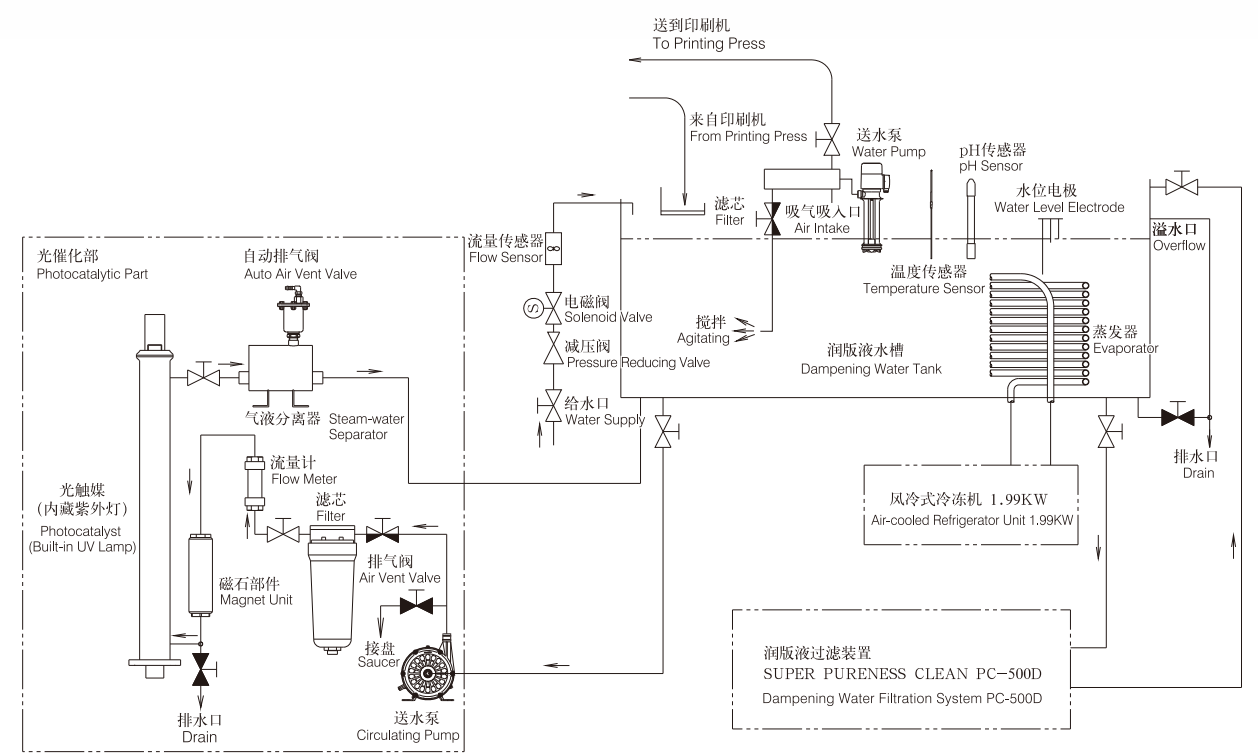 送到印刷机
To Printing Press
来自印刷机
From Printing Press
送水泵
Water Pump
pH传感器
pH Sensor
水位电极
Water Level Electrode
滤芯
Filter
吸气吸入口
Air Intake
溢水口
Overflow
流量传感器
Flow Sensor
温度传感器
Temperature Sensor
光催化部
Photocatalytic Part
自动排气阀
Auto Air Vent Valve
S
电磁阀
Solenoid Valve
搅拌
Agitating
减压阀
Pressure Reducing Valve
润版液水槽
Dampening Water Tank
蒸发器
Evaporator
给水口
Water Supply
气液分离器
Steam-water
Separator
流量计
Flow Meter
排水口
Drain
光触媒
(内藏紫外灯)
Photocatalyst
(Built-in UV Lamp)
滤芯
Filter
风冷式冷冻机 1.99KW
Air-cooled Refrigerator Unit 1.99KW
排气阀
Air Vent Valve
磁石部件
Magnet Unit
接盘
Saucer
润版液过滤装置
SUPER PURENESS CLEAN PC-500D
Dampening Water Filtration System PC-500D
排水口
Drain
送水泵
Circulating Pump